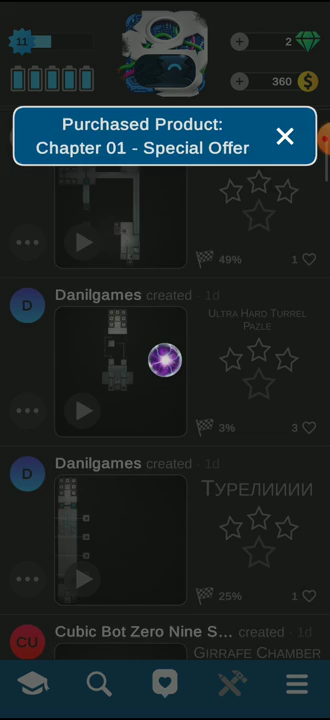 11
2
360
Purchased Product:
Chapter 01 - Special Offer
49%
1
D
Danilgames created · 1d
Ultra Hard Turrel
Pazle
3%
3
D
Danilgames created · 1d
Турелииии
25%
1
CU
Cubic Bot Zero Nine S... created · 1d
Girrafe Chamber